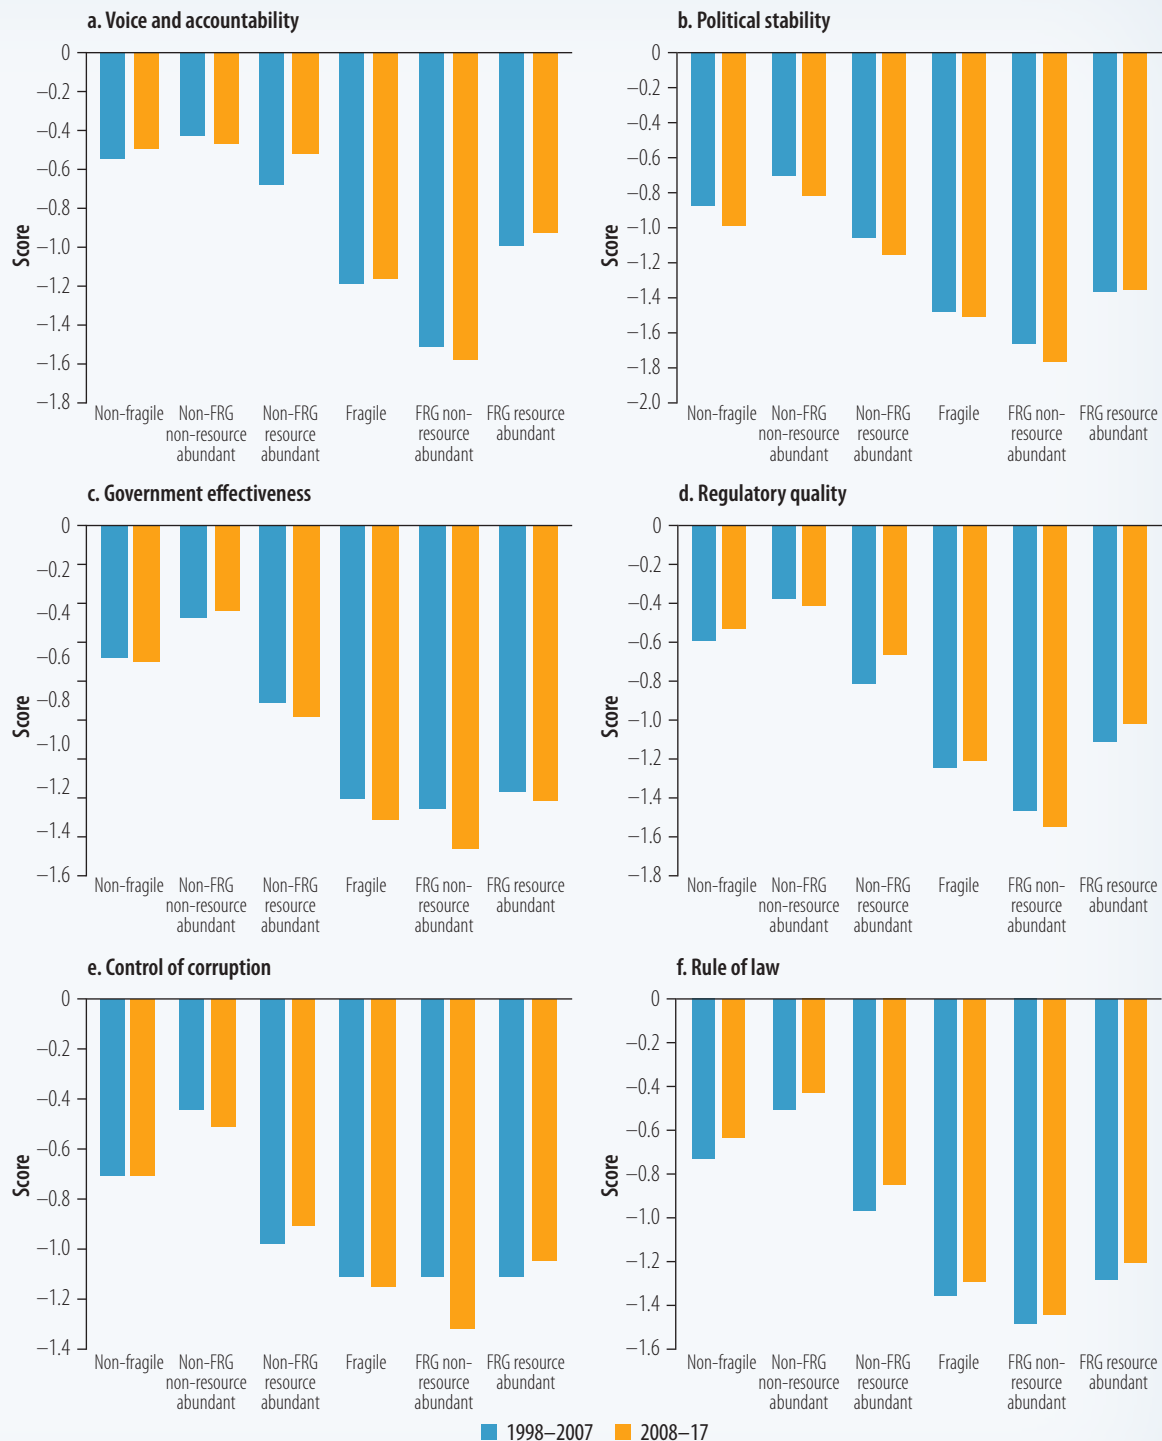 a. Voice and accountability
Score
0
−0.2
−0.4
−0.6
−0.8
−1.0
−1.2
−1.4
−1.6
−1.8
Non-fragile
Non-FRG
non-resource
abundant
Non-FRG
resource
abundant
Fragile
FRG non-
resource
abundant
FRG resource
abundant
b. Political stability
Score
0
−0.2
−0.4
−0.6
−0.8
−1.0
−1.2
−1.4
−1.6
−1.8
−2.0
Non-fragile
Non-FRG
non-resource
abundant
Non-FRG
resource
abundant
Fragile
FRG non-
resource
abundant
FRG resource
abundant
c. Government effectiveness
Score
0
−0.2
−0.4
−0.6
−0.8
−1.0
−1.2
−1.4
−1.6
Non-fragile
Non-FRG
non-resource
abundant
Non-FRG
resource
abundant
Fragile
FRG non-
resource
abundant
FRG resource
abundant
d. Regulatory quality
Score
0
−0.2
−0.4
−0.6
−0.8
−1.0
−1.2
−1.4
−1.6
−1.8
Non-fragile
Non-FRG
non-resource
abundant
Non-FRG
resource
abundant
Fragile
FRG non-
resource
abundant
FRG resource
abundant
e. Control of corruption
Score
0
−0.2
−0.4
−0.6
−0.8
−1.0
−1.2
−1.4
Non-fragile
Non-FRG
non-resource
abundant
Non-FRG
resource
abundant
Fragile
FRG non-
resource
abundant
FRG resource
abundant
f. Rule of law
Score
0
−0.2
−0.4
−0.6
−0.8
−1.0
−1.2
−1.4
−1.6
Non-fragile
Non-FRG
non-resource
abundant
Non-FRG
resource
abundant
Fragile
FRG non-
resource
abundant
FRG resource
abundant
1998–2007
2008–17